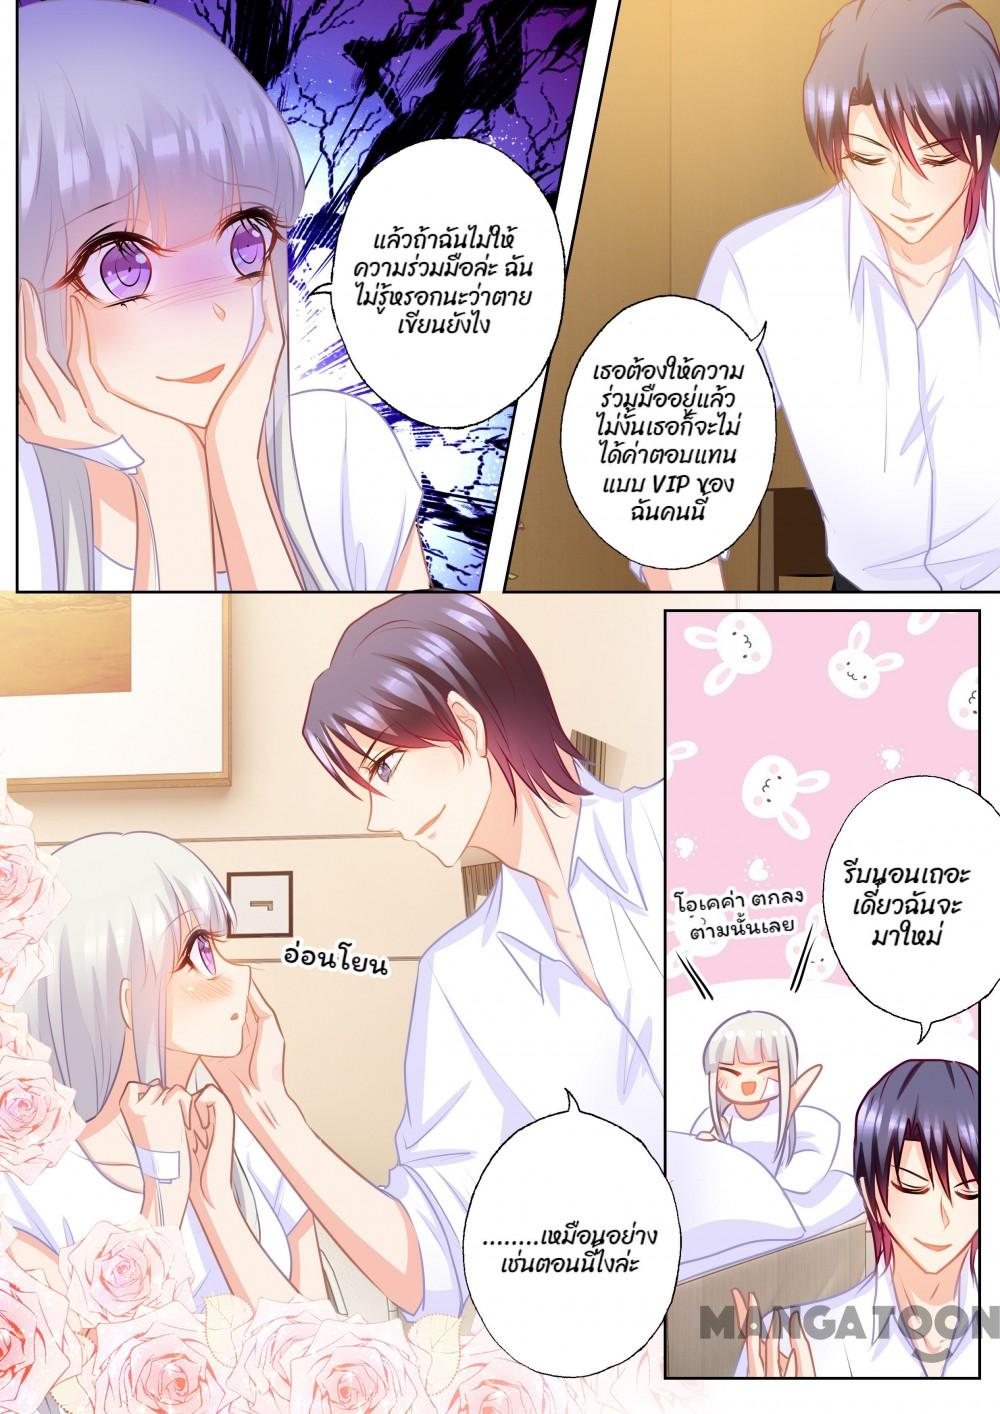 แล้วถ้าฉันไม่ให้
ความร่วมมือล่ะ ฉัน
ไม่รู้หรอกนะว่าตาย
เขียนยังไง
เธอต้องให้ความ
ร่วมมืออยู่แล้ว
ไม่งั้นเธอก็จะไม่
ได้ค่าตอบแทน
แบบ VIP ของ
ฉันคนนี้
อ่อนโยน
........เหมือนอย่าง
เช่นตอนนี้ไงล่ะ
รีบนอนเถอะ
เดี๋ยวฉันจะ
มาใหม่
โอเคค่า ตกลง
ตามนั้นเลย
MANGATOON